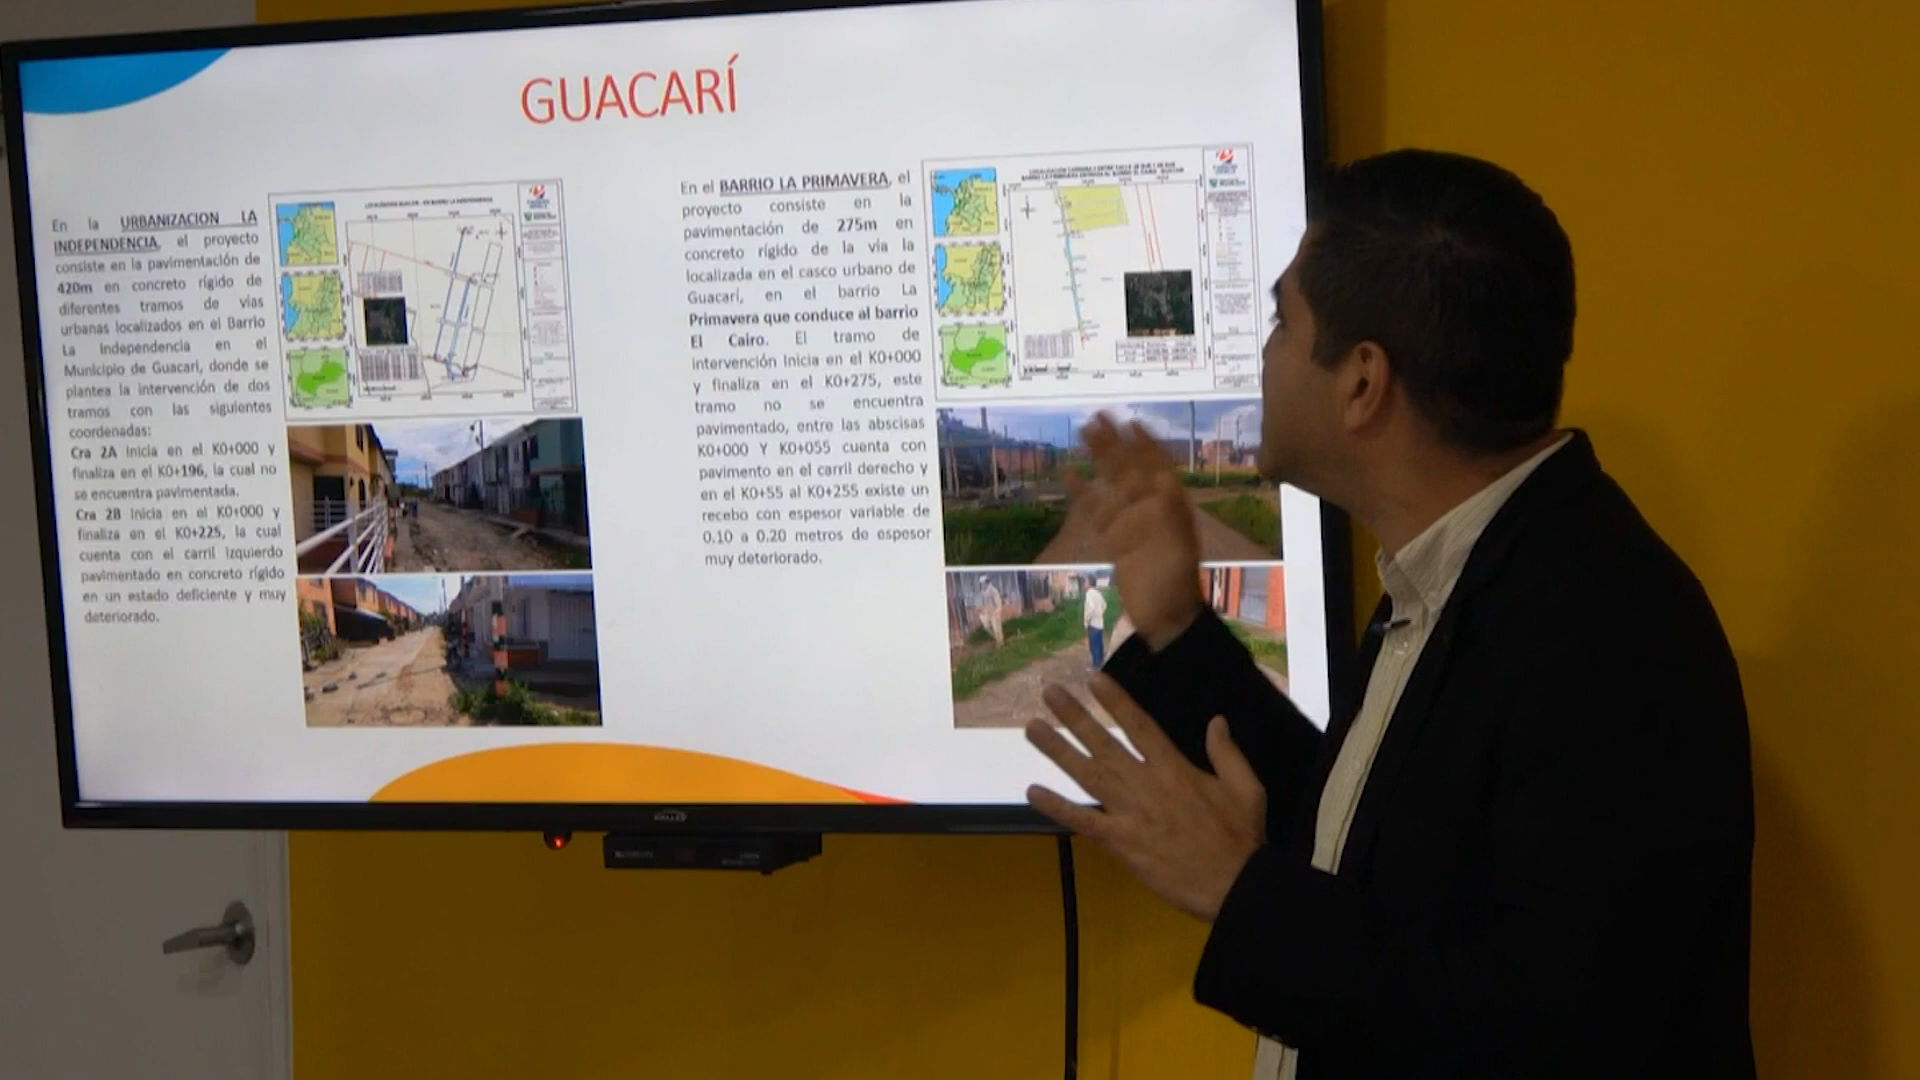 GUACARÍ
En la URBANIZACION LA
INDEPENDENCIA, el proyecto
consiste en la pavimentación de
420m en concreto rígido de
diferentes tramos de vías
urbanas localizados en el Barrio
La Independencia en el
Municipio de Guacarí, donde se
plantea la intervención de dos
tramos con las siguientes
coordenadas:
Cra 2A inicia en el K0+000 y
finaliza en el K0+196, la cual no
se encuentra pavimentada.
Cra 2B inicia en el K0+000 y
finaliza en el K0+225, la cual
cuenta con el carril izquierdo
pavimentado en concreto rígido
en un estado deficiente y muy
deteriorado.
En el BARRIO LA PRIMAVERA, el
proyecto consiste en la
pavimentación de 275m en
concreto rígido de la vía la
localizada en el casco urbano de
Guacarí, en el barrio La
Primavera que conduce al barrio
El Cairo. El tramo de
intervención Inicia en el K0+000
y finaliza en el K0+275, este
tramo no se encuentra
pavimentado, entre las abscisas
K0+000 Y K0+055 cuenta con
pavimento en el carril derecho y
en el K0+55 al K0+255 existe un
recebo con espesor variable de
0.10 a 0.20 metros de espesor
muy deteriorado.